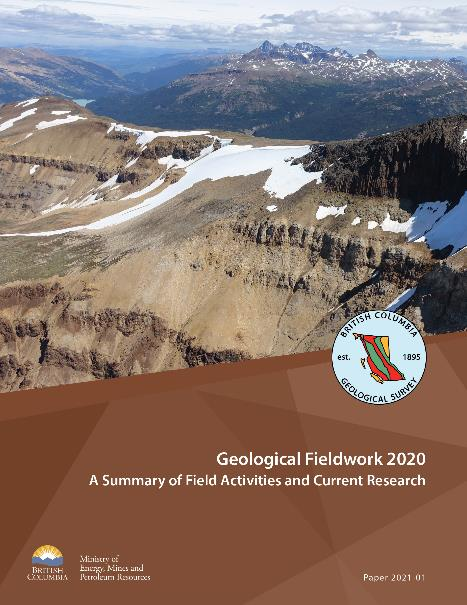 BRITISH COLUMBIA
est. 1895
GEOLOGICAL SURVEY
Geological Fieldwork 2020
A Summary of Field Activities and Current Research
BRITISH
COLUMBIA
Ministry of
Energy, Mines and
Petroleum Resources
Paper 2021-01